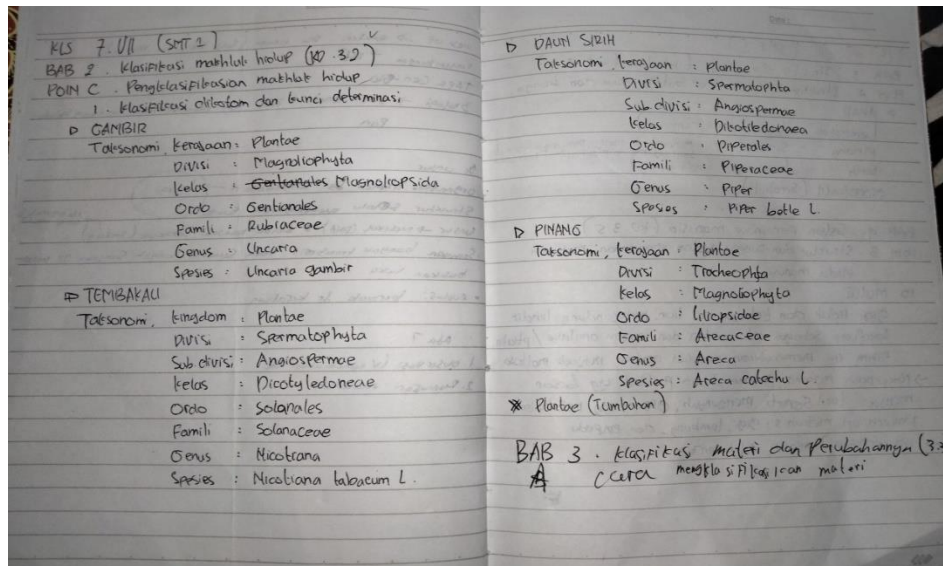 KLS 7.VII (SMT 1)
BAB 2. Klasifikasi makhluk hidup (KD 3.2)
POIN C. Pengklasifikasian makhluk hidup
1. Klasifikasi dikotom dan kunci determinasi
GAMBIR
Taksonomi, Kerajaan : Plantae
Divisi : Magnoliophyta
Kelas : Gentianales Magnoliopsida
Ordo : Gentianales
Famili : Rubiaceae
Genus : Uncaria
Spesies : Uncaria gambir
TEMBAKAU
Taksonomi, Kingdom : Plantae
Divisi : Spermatophyta
Sub divisi : Angiospermae
Kelas : Dicotyledoneae
Ordo : Solanales
Famili : Solanaceae
Genus : Nicotiana
Spesies : Nicotiana tabacum L.
DAUN SIRIH
Taksonomi, Kerajaan : Plantae
Divisi : Spermatophta
Sub divisi : Angiospermae
Kelas : Dikotiledonaea
Ordo : Piperales
Famili : Piperaceae
Genus : Piper
Spesies : Piper betle L.
PINANG
Taksonomi, Kerajaan : Plantae
Divisi : Tracheophta
Kelas : Magnoliophyta
Ordo : Liliopsidae
Famili : Arecaceae
Genus : Areca
Spesies : Areca catechu L.
* Plantae (Tumbuhan)
BAB 3. Klasifikasi materi dan Perubahannya (3.3
A Cara mengklasifikasikan materi